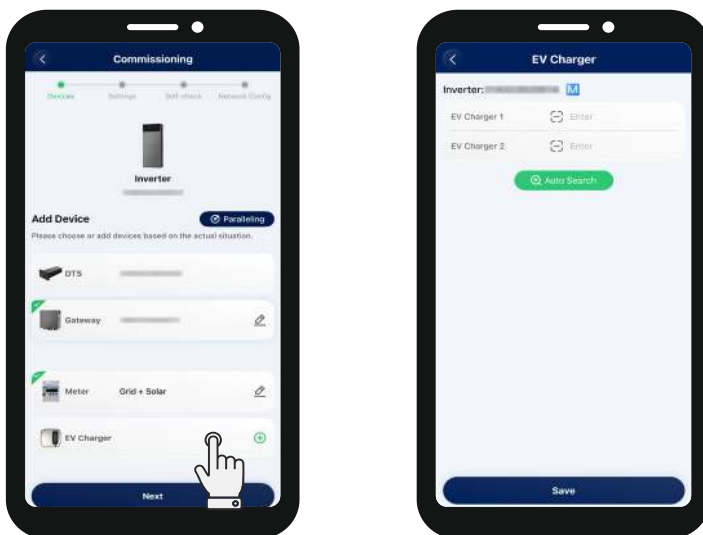 Commissioning
Devices Settings Self-check Network Config
Inverter
Add Device
Paralleling
Please choose or add devices based on the actual situation.
DTS
Gateway
Meter Grid + Solar
EV Charger
Next
EV Charger
Inverter: M
EV Charger 1 Enter
EV Charger 2 Enter
Auto Search
Save